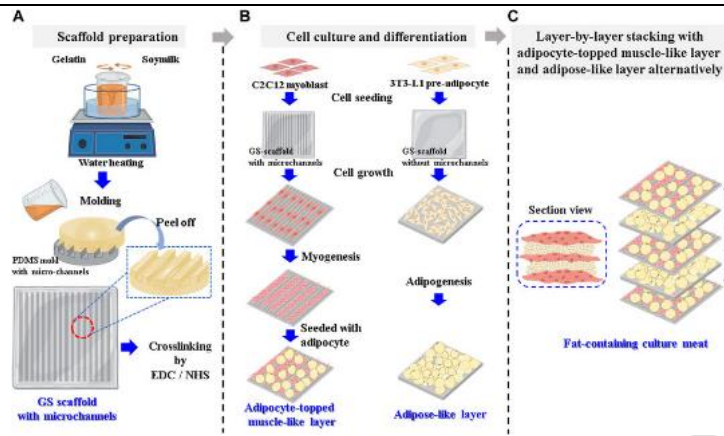 A
Scaffold preparation
Gelatin
Soymilk
Water heating
Molding
Peel off
PDMS mold
with micro-channels
Crosslinking
by
EDC / NHS
GS scaffold
with microchannels
B
Cell culture and differentiation
C2C12 myoblast
3T3-L1 pre-adipocyte
Cell seeding
GS-scaffold
with microchannels
GS-scaffold
without microchannels
Cell growth
Myogenesis
Adipogenesis
Seeded with
adipocyte
Adipocyte-topped
muscle-like layer
Adipose-like layer
C
Layer-by-layer stacking with
adipocyte-topped muscle-like layer
and adipose-like layer alternatively
Section view
Fat-containing culture meat